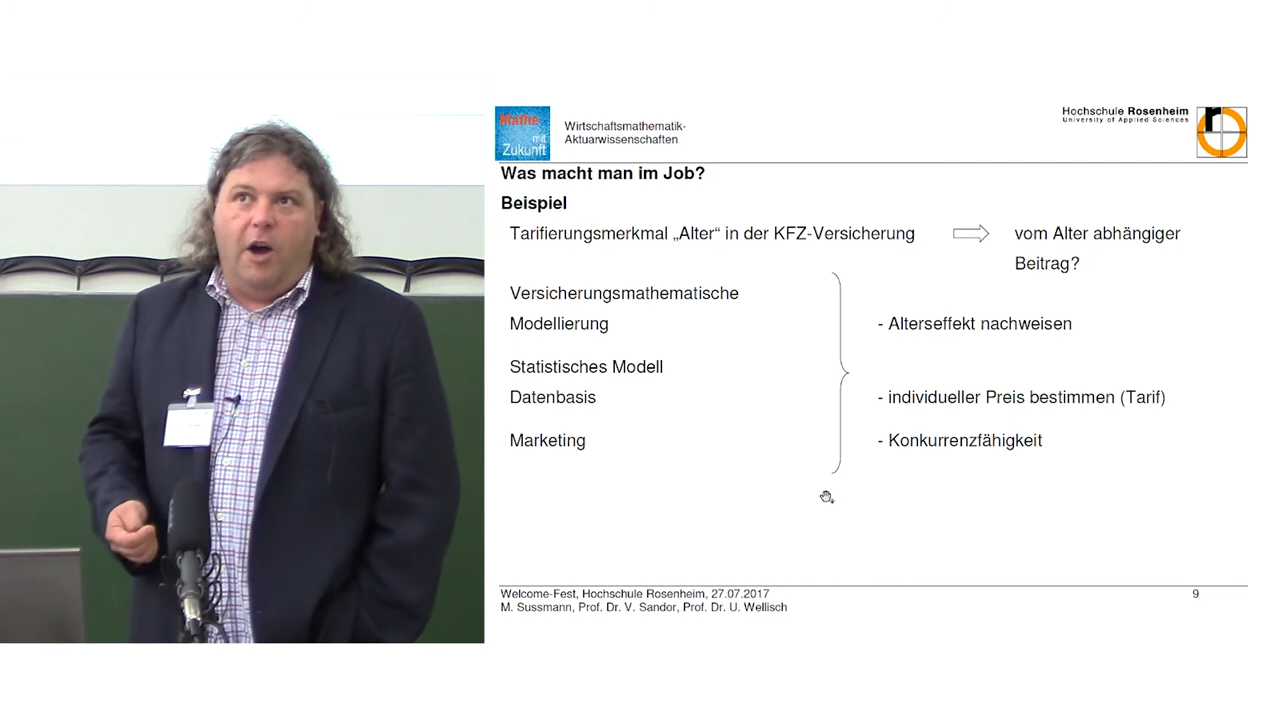 Mathe
mit
Zukunft
Wirtschaftsmathematik-
Aktuarwissenschaften
Hochschule Rosenheim
University of Applied Sciences
Was macht man im Job?
Beispiel
Tarifierungsmerkmal „Alter“ in der KFZ-Versicherung
vom Alter abhängiger
Beitrag?
Versicherungsmathematische
Modellierung
- Alterseffekt nachweisen
Statistisches Modell
Datenbasis
- individueller Preis bestimmen (Tarif)
Marketing
- Konkurrenzfähigkeit
Welcome-Fest, Hochschule Rosenheim, 27.07.2017
9
M. Sussmann, Prof. Dr. V. Sandor, Prof. Dr. U. Wellisch